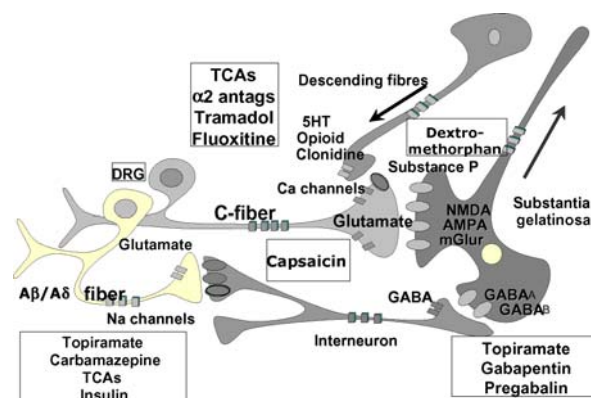 TCAs
α2 antags
Tramadol
Fluoxitine
Descending fibres
5HT
Opioid
Clonidine
Dextro-
methorphan
Substance P
DRG
Ca channels
C-fiber
Glutamate
NMDA
AMPA
mGlur
Substantia
gelatinosa
Glutamate
Capsaicin
Aβ/Aδ fiber
Na channels
GABA
GABAA
GABAB
Interneuron
Topiramate
Carbamazepine
TCAs
Insulin
Topiramate
Gabapentin
Pregabalin